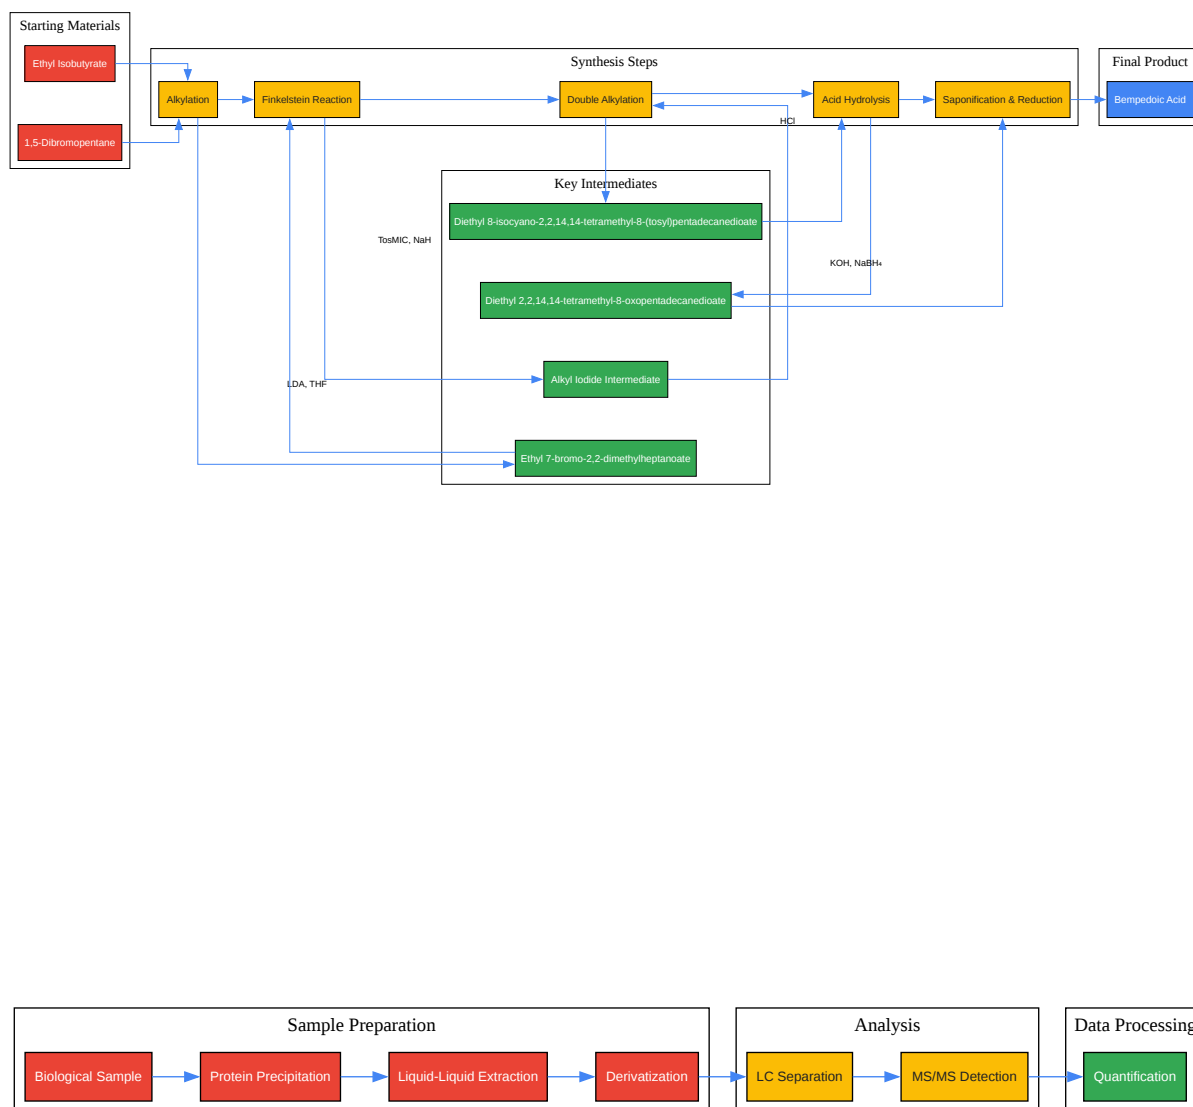 Starting Materials
Ethyl Isobutyrate
1,5-Dibromopentane
Synthesis Steps
Alkylation
Finkelstein Reaction
Double Alkylation
Acid Hydrolysis
Saponification & Reduction
Final Product
Bempedoic Acid
HCl
Key Intermediates
Diethyl 8-isocyano-2,2,14,14-tetramethyl-8-(tosyl)pentadecanedioate
TosMIC, NaH
KOH, NaBH₄
Diethyl 2,2,14,14-tetramethyl-8-oxopentadecanedioate
Alkyl Iodide Intermediate
LDA, THF
Ethyl 7-bromo-2,2-dimethylheptanoate
Sample Preparation
Biological Sample
Protein Precipitation
Liquid-Liquid Extraction
Derivatization
Analysis
LC Separation
MS/MS Detection
Data Processing
Quantification